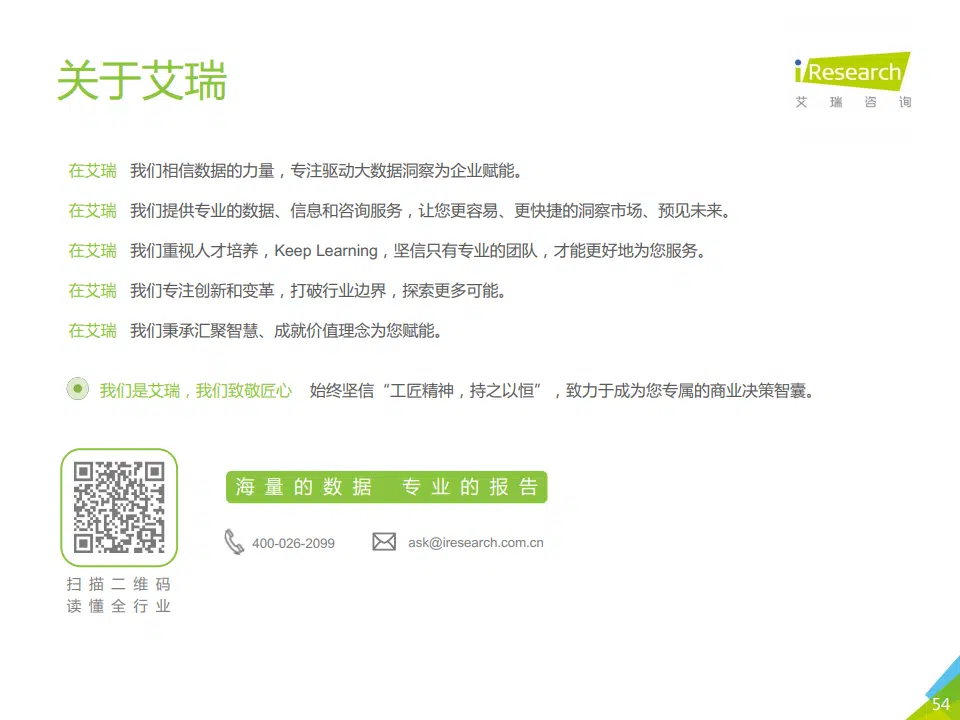 关于艾瑞
iResearch
艾瑞咨询
在艾瑞 我们相信数据的力量，专注驱动大数据洞察为企业赋能。
在艾瑞 我们提供专业的数据、信息和咨询服务，让您更容易、更快捷的洞察市场、预见未来。
在艾瑞 我们重视人才培养，Keep Learning，坚信只有专业的团队，才能更好地为您服务。
在艾瑞 我们专注创新和变革，打破行业边界，探索更多可能。
在艾瑞 我们秉承汇聚智慧、成就价值理念为您赋能。
我们是艾瑞，我们致敬匠心 始终坚信“工匠精神，持之以恒”，致力于成为您专属的商业决策智囊。
海量的数据 专业的报告
400-026-2099 ask@iresearch.com.cn
扫描二维码
读懂全行业
54